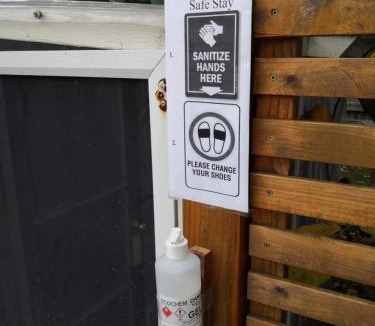 Safe Stay
1.
SANITIZE
HANDS
HERE
2.
PLEASE CHANGE
YOUR SHOES